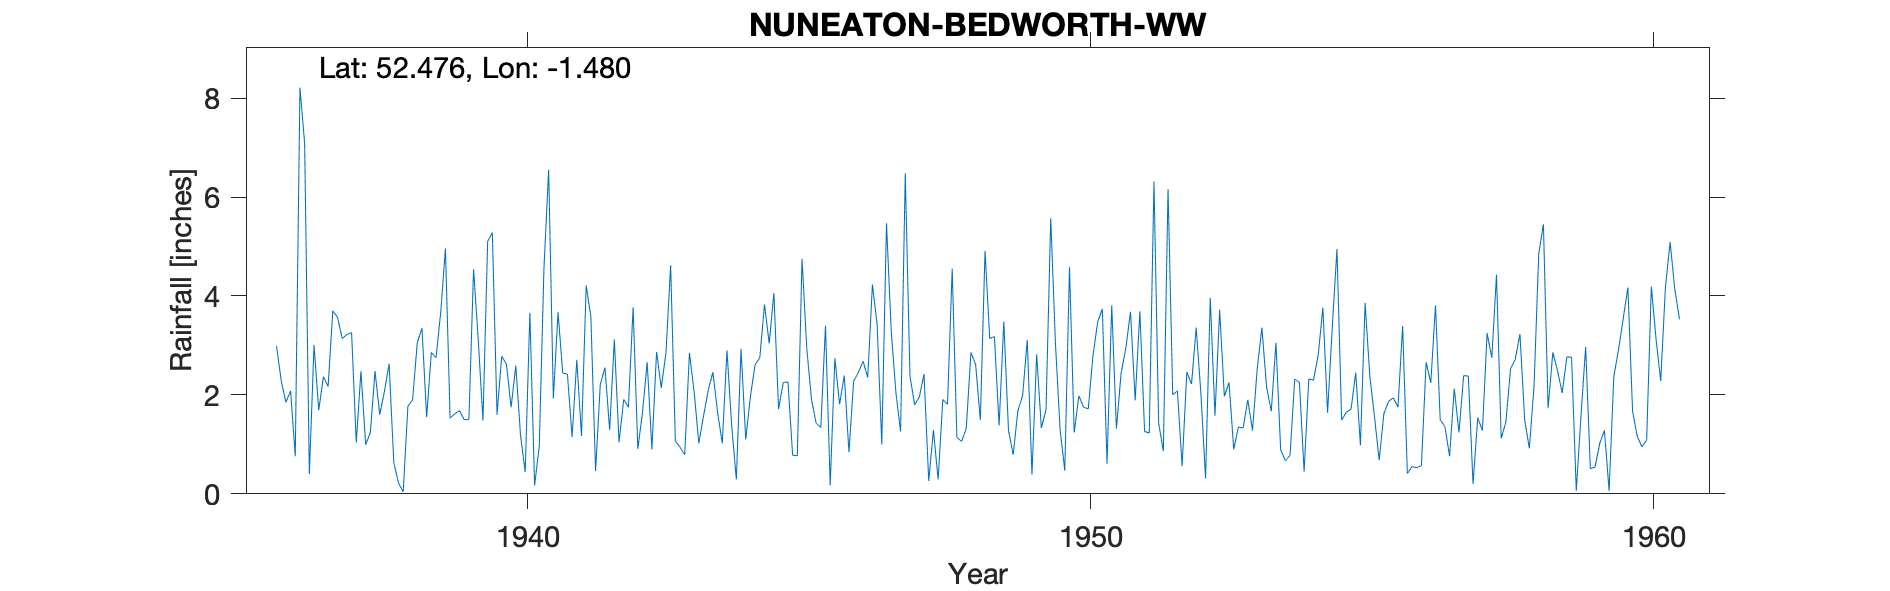 NUNEATON-BEDWORTH-WW
Lat: 52.476, Lon: -1.480
Rainfall [inches]
8
6
4
2
0
1940 1950 1960
Year